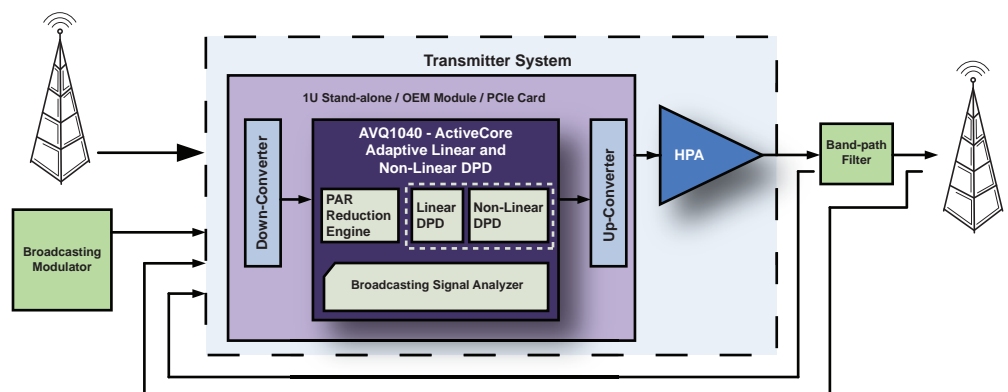 Transmitter System
1U Stand-alone / OEM Module / PCIe Card
AVQ1040 - ActiveCore
Adaptive Linear and
Non-Linear DPD
Down-Converter
PAR
Reduction
Engine
Linear
DPD
Non-Linear
DPD
Broadcasting Signal Analyzer
Up-Converter
HPA
Band-path
Filter
Broadcasting
Modulator